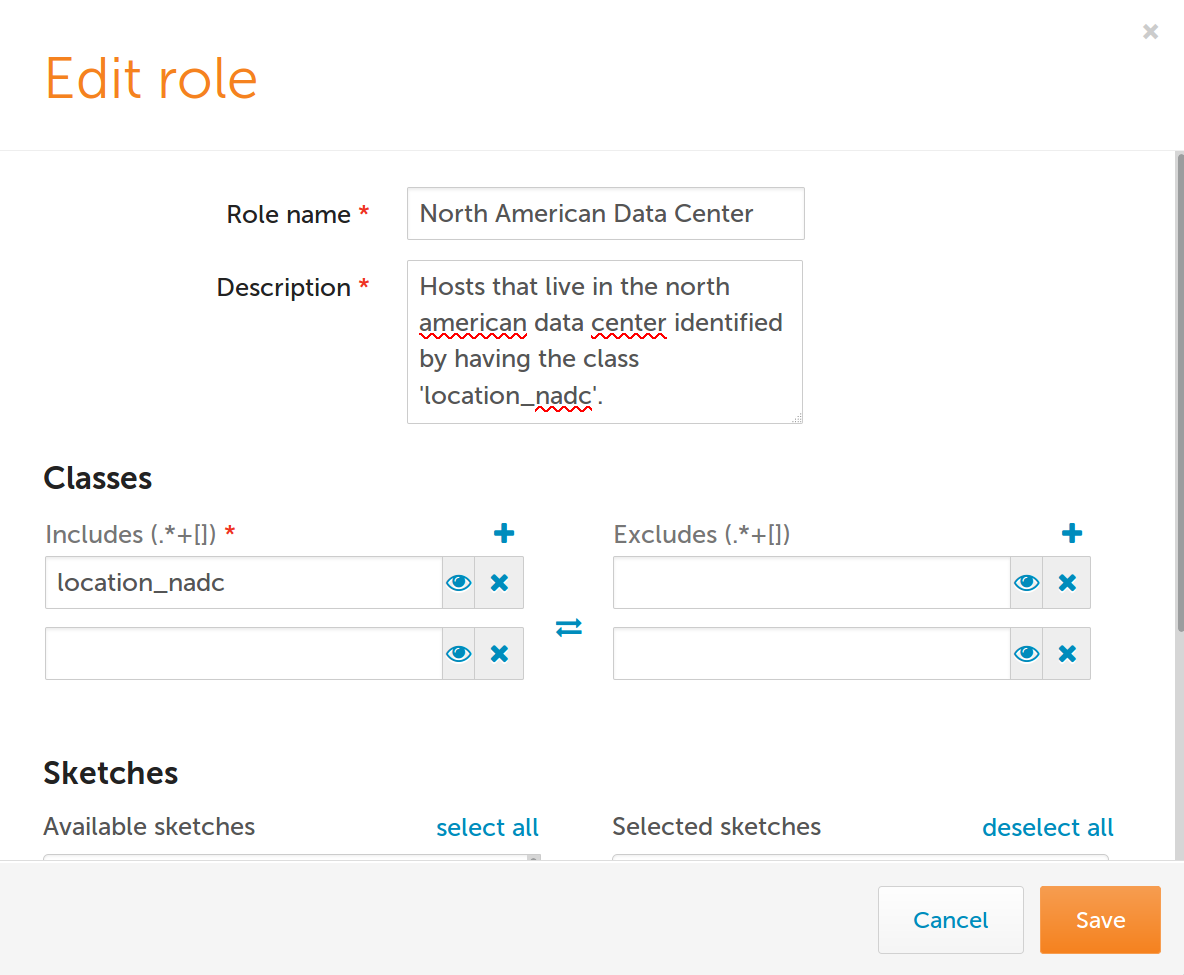 Edit role
Role name *
North American Data Center
Description *
Hosts that live in the north
american data center identified
by having the class
'location_nadc'.
Classes
Includes (.*+[]) *
Excludes (.*+[])
location_nadc
Sketches
Available sketches
select all
Selected sketches
deselect all
Cancel
Save